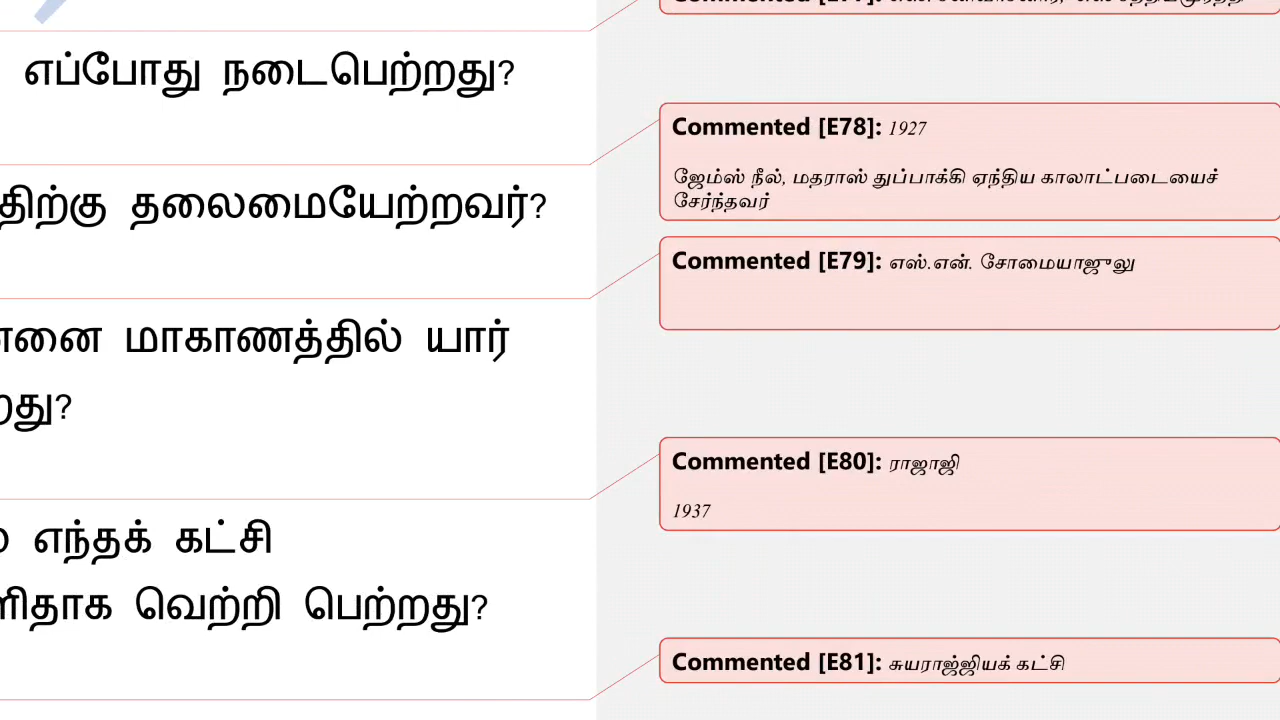 எப்போது நடைபெற்றது?
Commented [E78]: 1927
ஜேம்ஸ் நீல், மதராஸ் துப்பாக்கி ஏந்திய காலாட்படையைச்
சேர்ந்தவர்
திற்கு தலைமையேற்றவர்?
Commented [E79]: எஸ்.என். சோமையாஜுலு
னை மாகாணத்தில் யார்
றது?
Commented [E80]: ராஜாஜி
1937
எந்தக் கட்சி
ளிதாக வெற்றி பெற்றது?
Commented [E81]: சுயராஜ்ஜியக் கட்சி